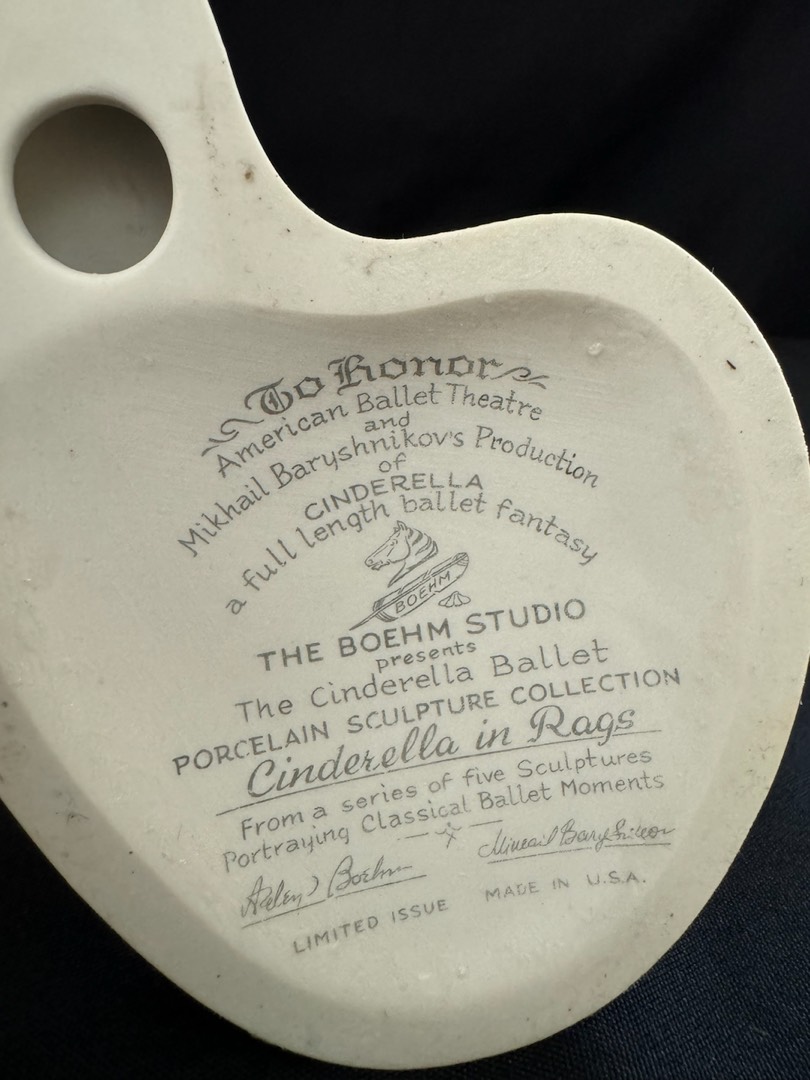 To Honor
American Ballet Theatre
and
Mikhail Baryshnikov's Production
of
CINDERELLA
a full length ballet fantasy
BOEHM
THE BOEHM STUDIO
presents
The Cinderella Ballet
PORCELAIN SCULPTURE COLLECTION
Cinderella in Rags
From a series of five Sculptures
Portraying Classical Ballet Moments
Boehm
LIMITED ISSUE MADE IN U.S.A.